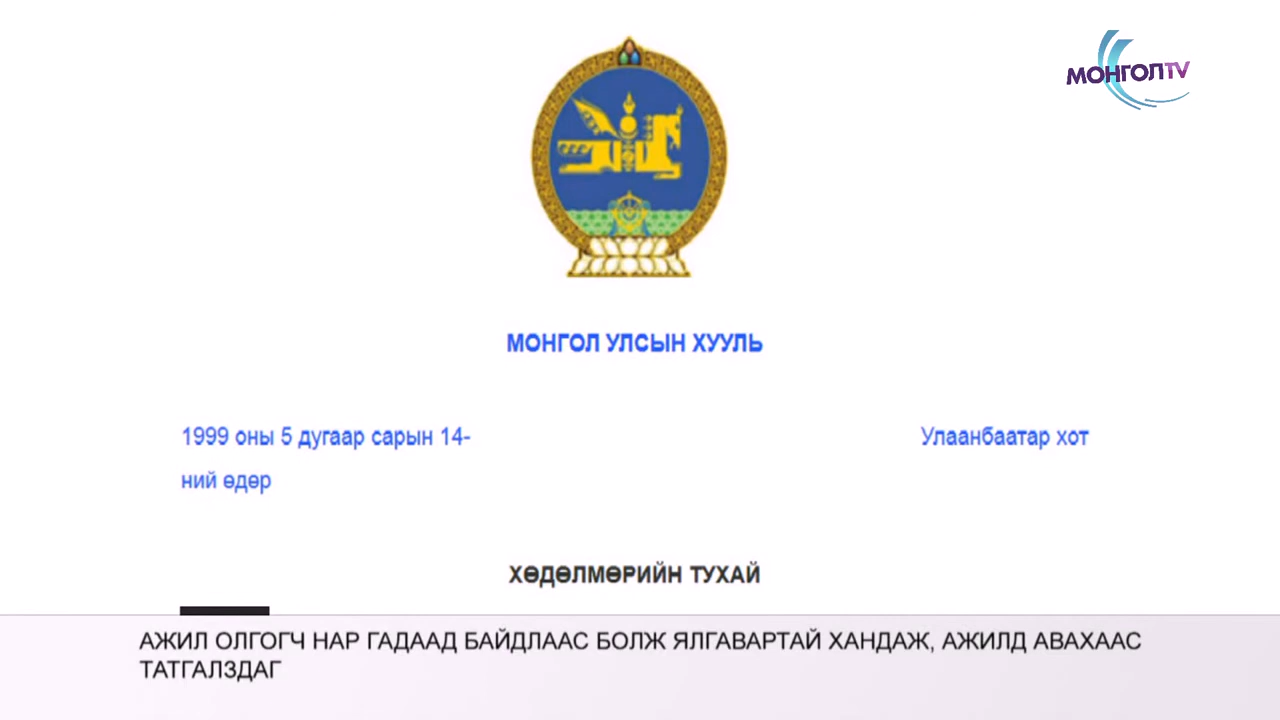 МОНГОЛTV
МОНГОЛ УЛСЫН ХУУЛЬ
1999 оны 5 дугаар сарын 14-
ний өдөр
Улаанбаатар хот
ХӨДӨЛМӨРИЙН ТУХАЙ
АЖИЛ ОЛГОГЧ НАР ГАДААД БАЙДЛААС БОЛЖ ЯЛГАВАРТАЙ ХАНДАЖ, АЖИЛД АВАХААС
ТАТГАЛЗДАГ